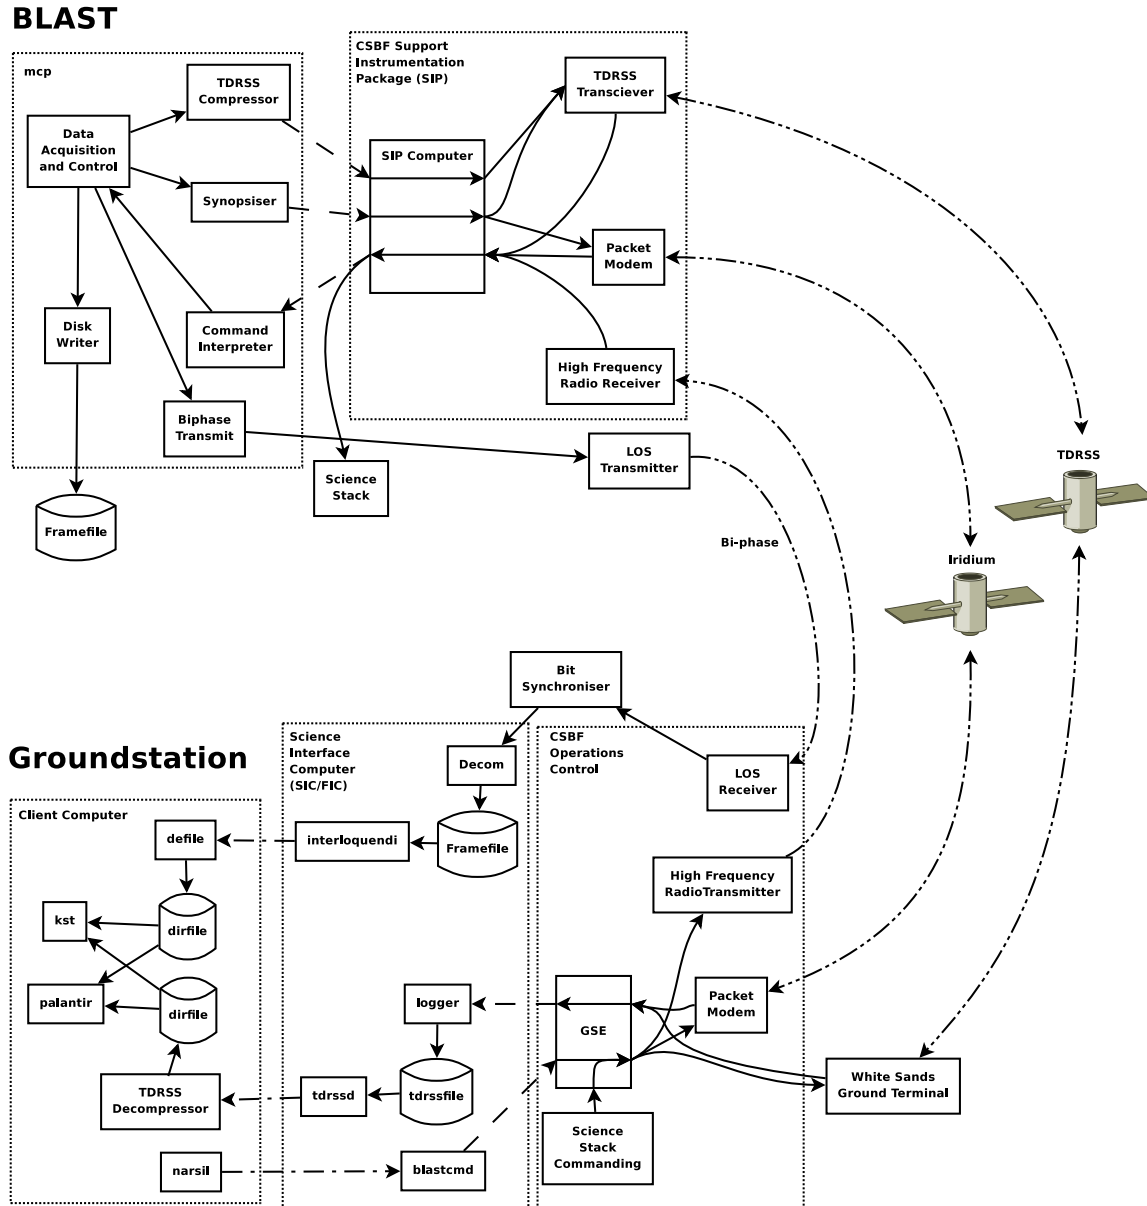 BLAST
mcp
TDRSS
Compressor
Data
Acquisition
and Control
Synopsiser
Disk
Writer
Command
Interpreter
Biphase
Transmit
Framefile
CSBF Support
Instrumentation
Package (SIP)
TDRSS
Transciever
SIP Computer
Packet
Modem
High Frequency
Radio Receiver
Science
Stack
LOS
Transmitter
Bi-phase
TDRSS
Iridium
Groundstation
Client Computer
defile
kst
dirfile
palantir
dirfile
TDRSS
Decompressor
narsil
Science
Interface
Computer
(SIC/FIC)
Bit
Synchroniser
Decom
interloquendi
Framefile
logger
tdrssd
tdrssfile
blastcmd
CSBF
Operations
Control
LOS
Receiver
High Frequency
RadioTransmitter
GSE
Packet
Modem
Science
Stack
Commanding
White Sands
Ground Terminal